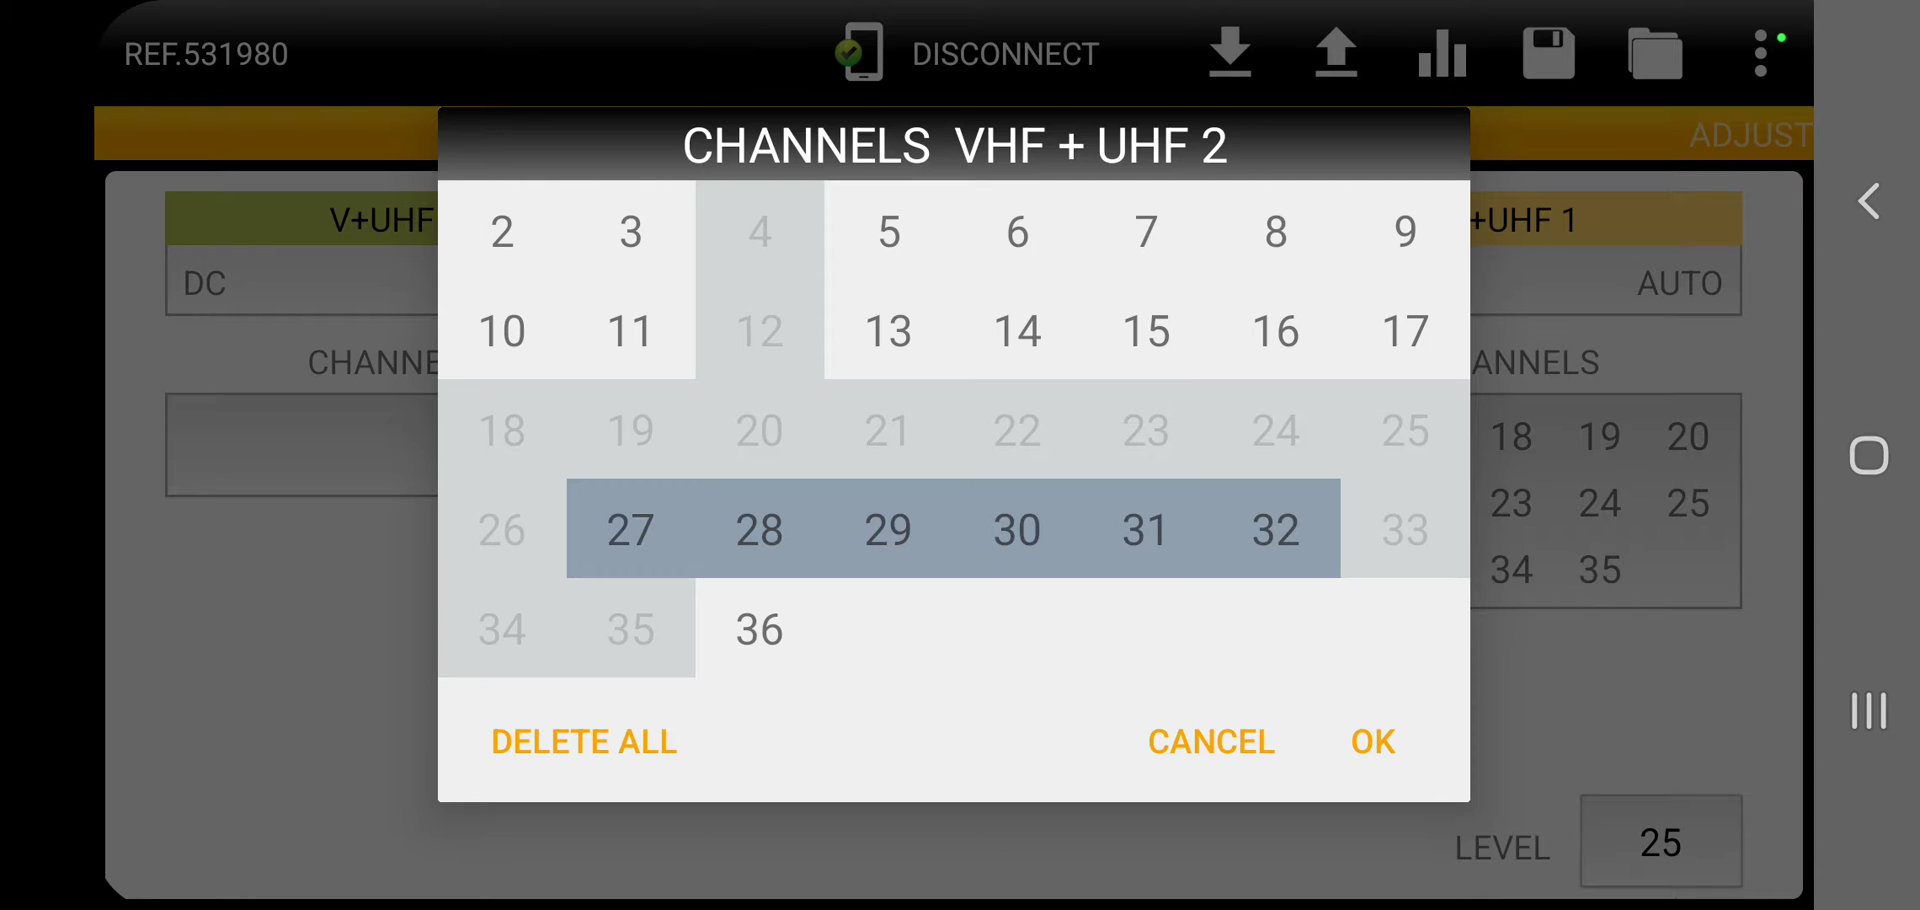 REF.531980 DISCONNECT
ADJUST
CHANNELS VHF + UHF 2
V+UHF
+UHF 1
DC
AUTO
CHANNE
ANNELS
2 3 4 5 6 7 8 9
10 11 12 13 14 15 16 17
18 19 20 21 22 23 24 25
26 27 28 29 30 31 32 33
34 35 36
18 19 20
23 24 25
34 35
DELETE ALL CANCEL OK
LEVEL 25